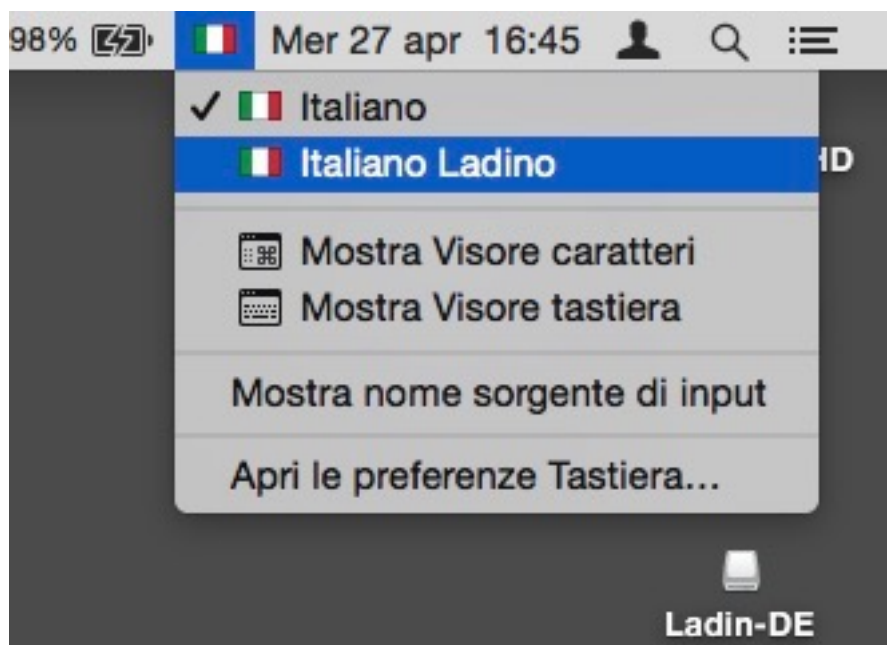 98% Mer 27 apr 16:45
Italiano
Italiano Ladino
HD
Mostra Visore caratteri
Mostra Visore tastiera
Mostra nome sorgente di input
Apri le preferenze Tastiera...
Ladin-DE